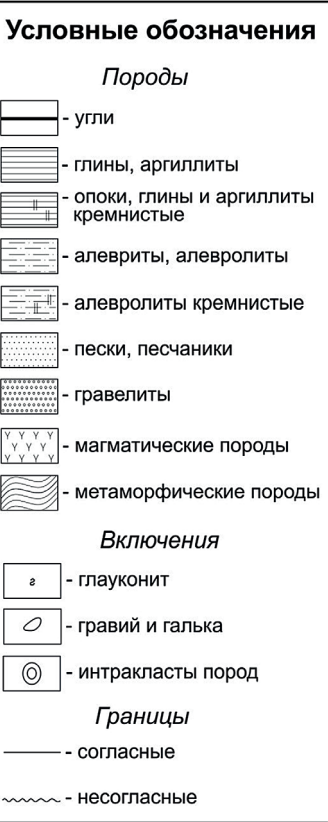 Условные обозначения
Породы
- угли
- глины, аргиллиты
- опоки, глины и аргиллиты
кремнистые
- алевриты, алевролиты
- алевролиты кремнистые
- пески, песчаники
- гравелиты
- магматические породы
- метаморфические породы
Включения
г - глауконит
- гравий и галька
- интракласты пород
Границы
- согласные
- несогласные